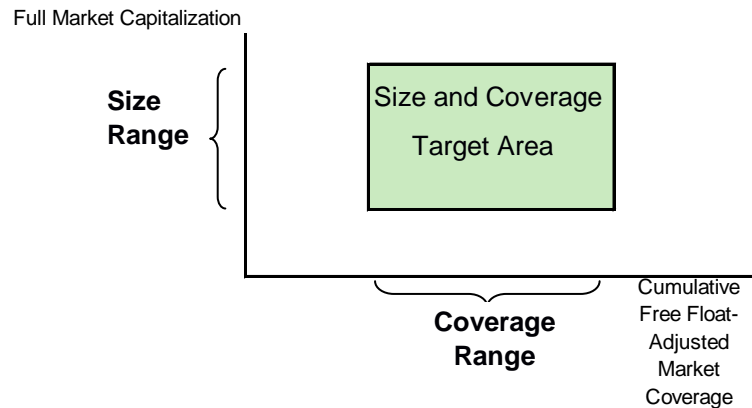 Full Market Capitalization
Size
Range
Size and Coverage
Target Area
Coverage
Range
Cumulative
Free Float-
Adjusted
Market
Coverage